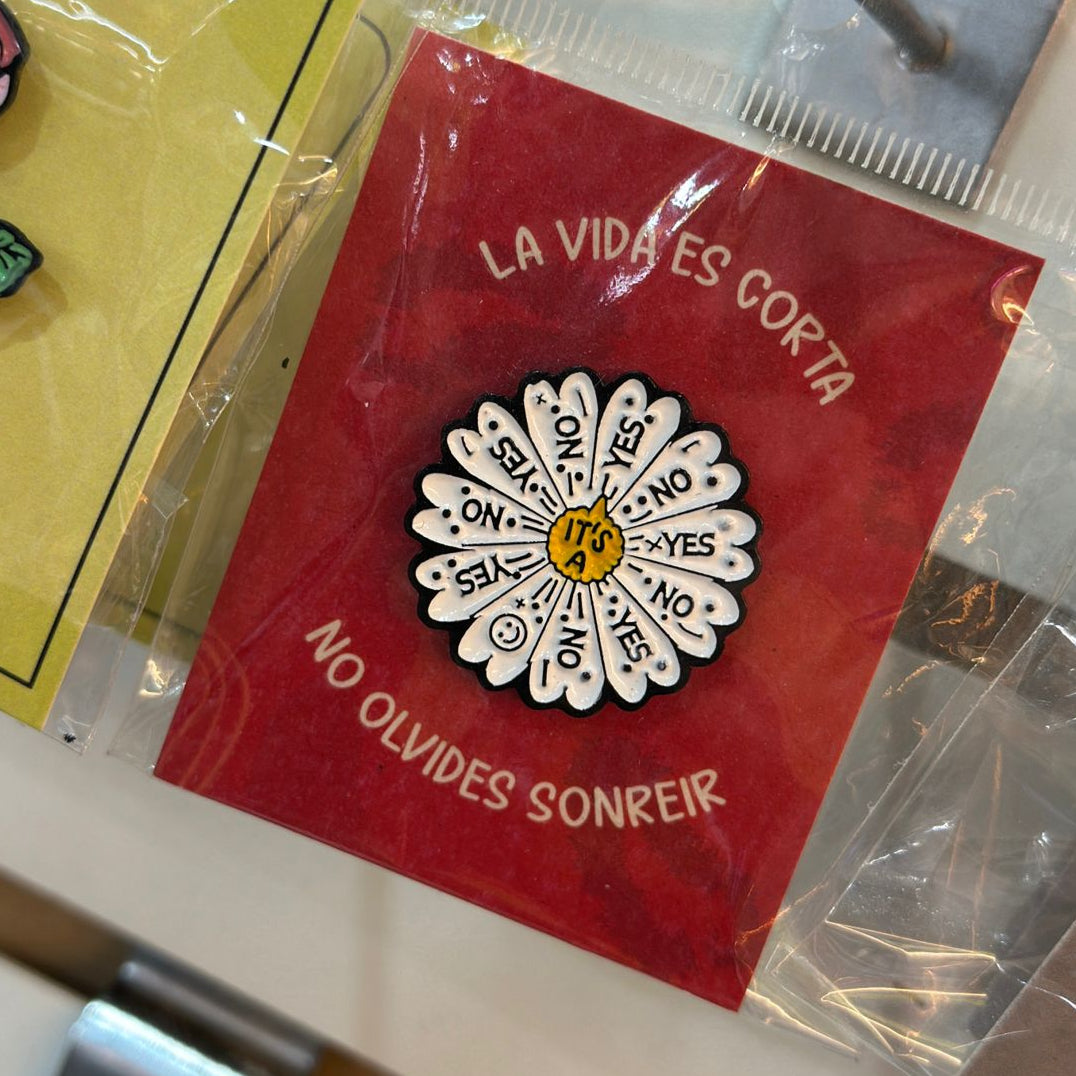 LA VIDA ES CORTA
YES
NO
YES
NO
YES
NO
YES
NO
YES
NO
IT'S
A
NO OLVIDES SONREIR